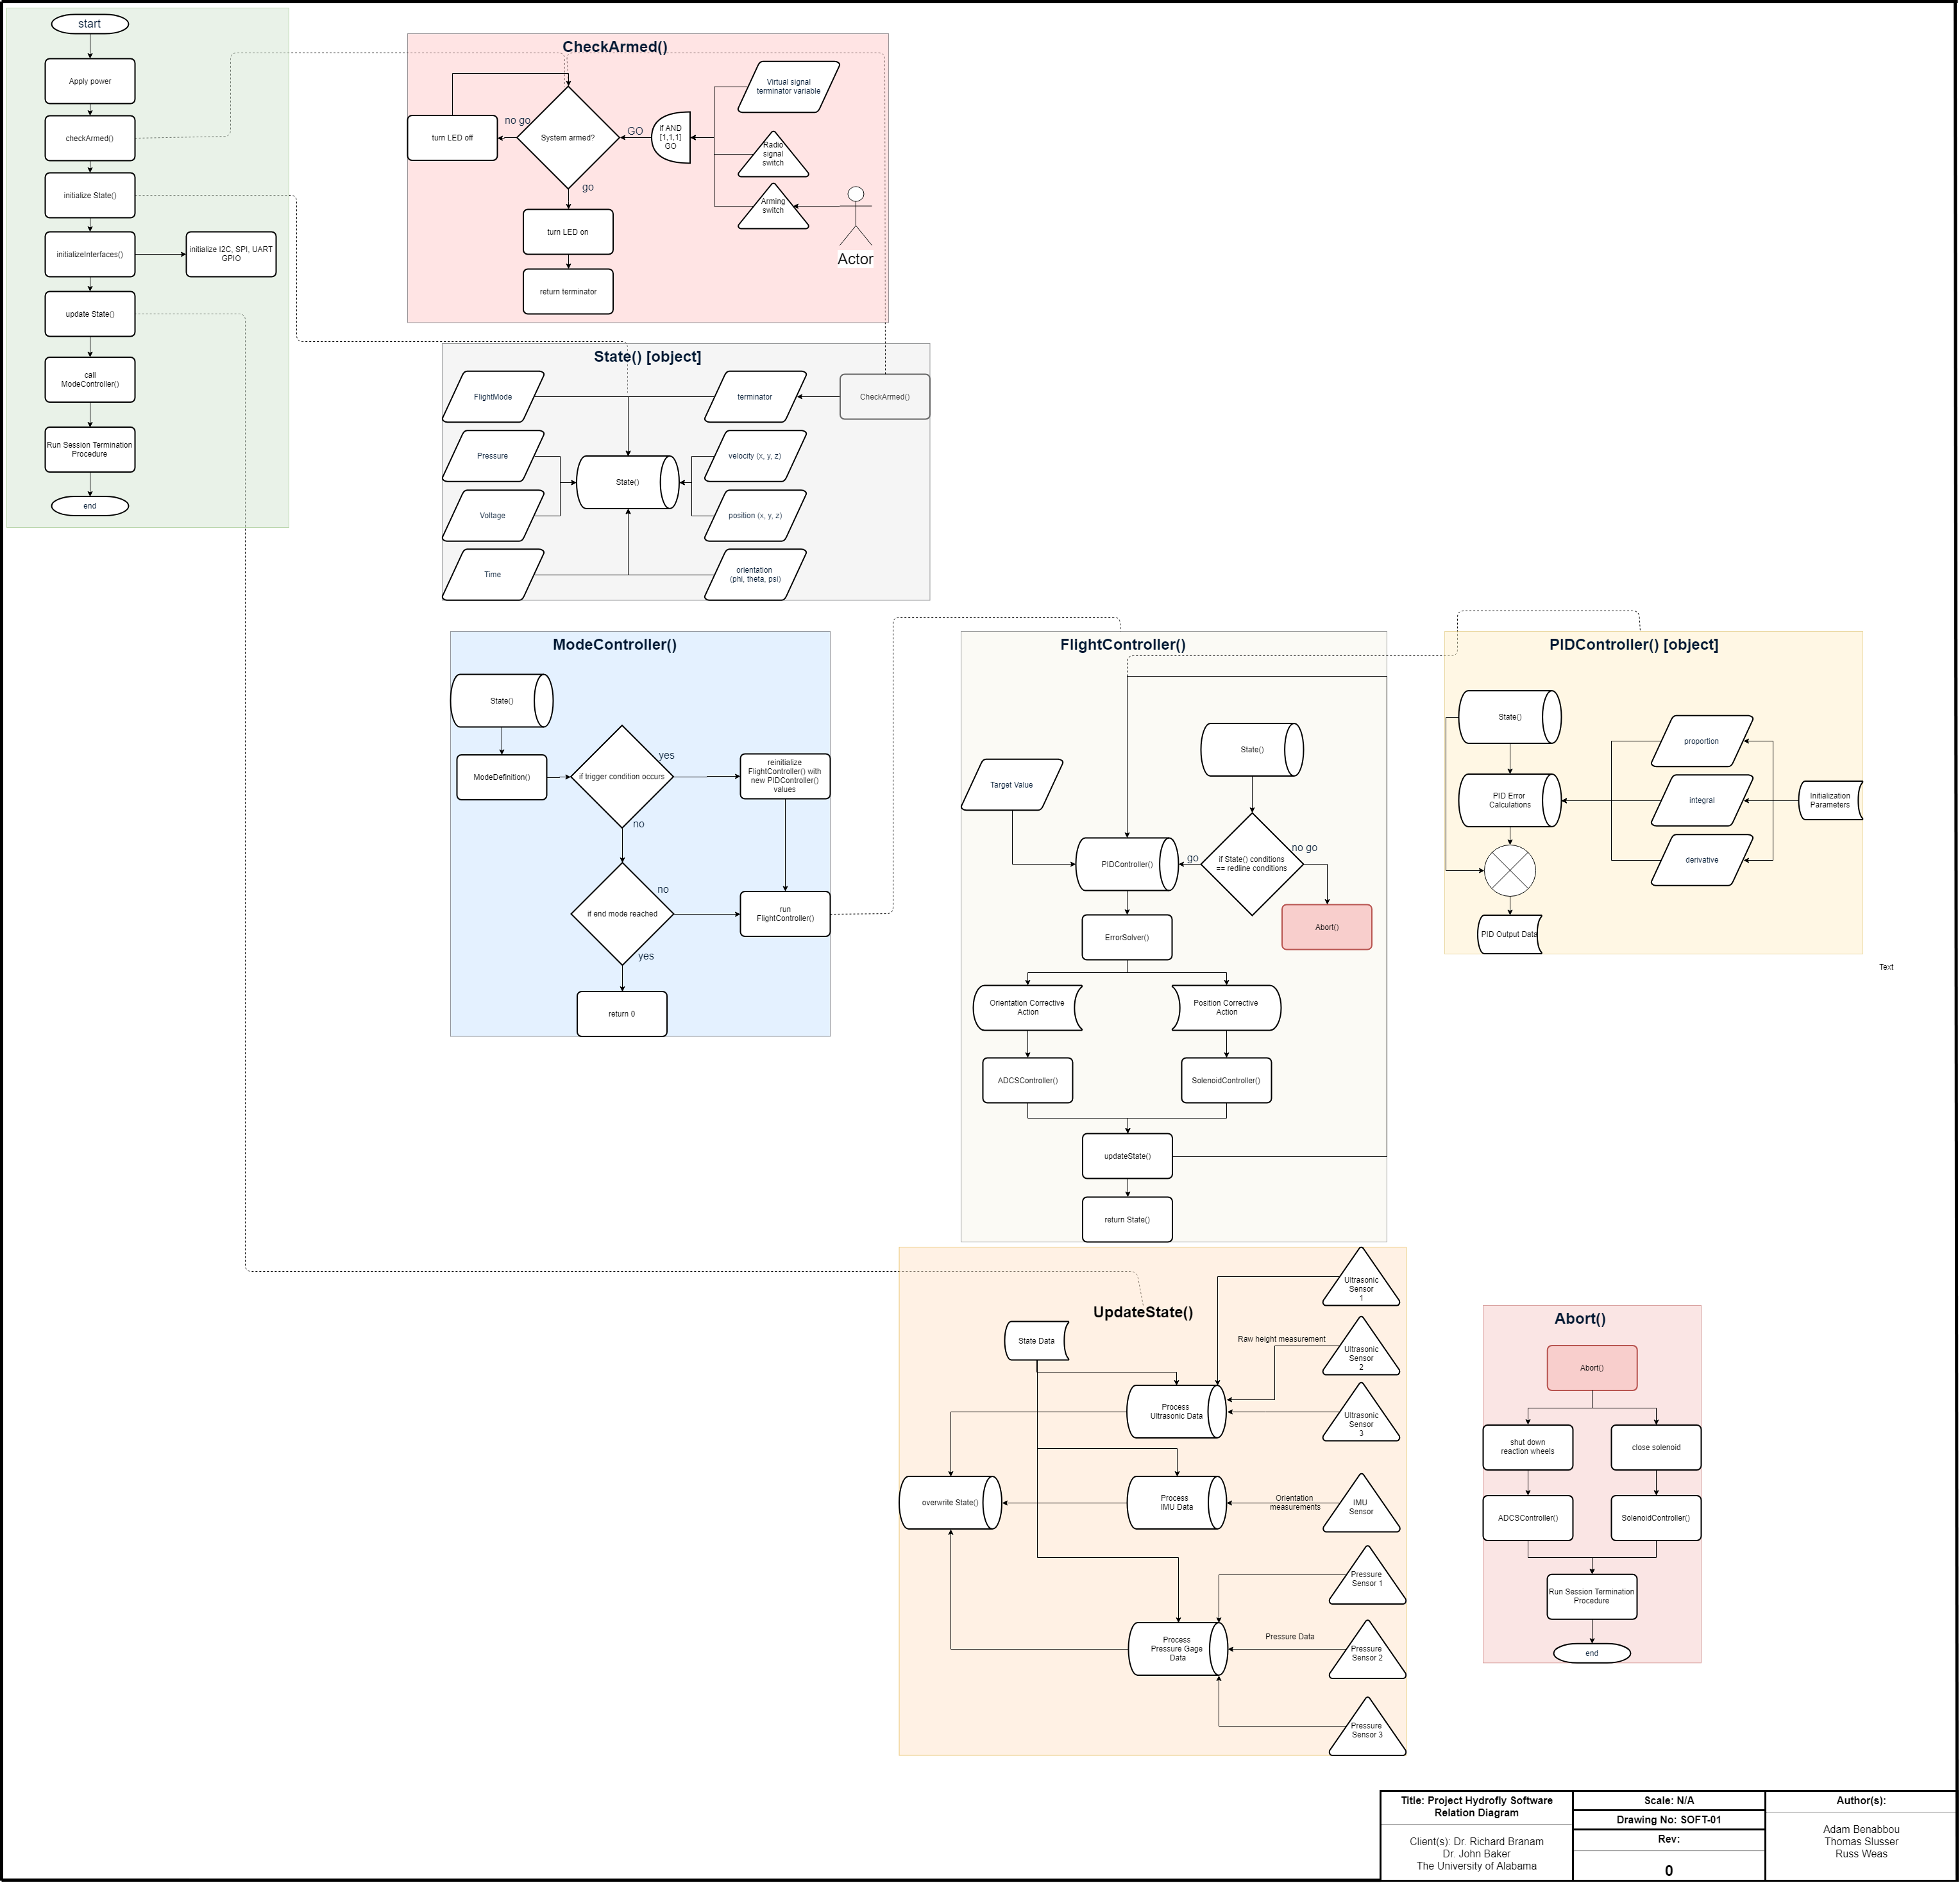 start
Apply power
checkArmed()
initialize State()
initializeInterfaces()
initialize I2C, SPI, UART
GPIO
update State()
call
ModeController()
Run Session Termination
Procedure
end
CheckArmed()
Virtual signal
terminator variable
turn LED off
no go
System armed?
GO
if AND
[1,1,1]
GO
Radio
signal
switch
go
Arming
switch
turn LED on
Actor
return terminator
State() [object]
FlightMode
terminator
CheckArmed()
Pressure
velocity (x, y, z)
State()
Voltage
position (x, y, z)
Time
orientation
(phi, theta, psi)
ModeController()
State()
ModeDefinition()
if trigger condition occurs
yes
reinitialize
FlightController() with
new PIDController()
values
no
if end mode reached
no
run
FlightController()
yes
return 0
FlightController()
State()
Target Value
PIDController()
go
if State() conditions
== redline conditions
no go
Abort()
ErrorSolver()
Orientation Corrective
Action
Position Corrective
Action
ADCSController()
SolenoidController()
updateState()
return State()
PIDController() [object]
State()
proportion
PID Error
Calculations
integral
Initialization
Parameters
derivative
PID Output Data
Text
UpdateState()
Ultrasonic
Sensor
1
State Data
Raw height measurement
Ultrasonic
Sensor
2
Process
Ultrasonic Data
Ultrasonic
Sensor
3
overwrite State()
Process
IMU Data
Orientation
measurements
IMU
Sensor
Pressure
Sensor 1
Process
Pressure Gage
Data
Pressure Data
Pressure
Sensor 2
Pressure
Sensor 3
Abort()
Abort()
shut down
reaction wheels
close solenoid
ADCSController()
SolenoidController()
Run Session Termination
Procedure
end
Title: Project Hydrofly Software
Relation Diagram
Client(s): Dr. Richard Branam
Dr. John Baker
The University of Alabama
Scale: N/A
Drawing No: SOFT-01
Rev:
0
Author(s):
Adam Benabbou
Thomas Slusser
Russ Weas